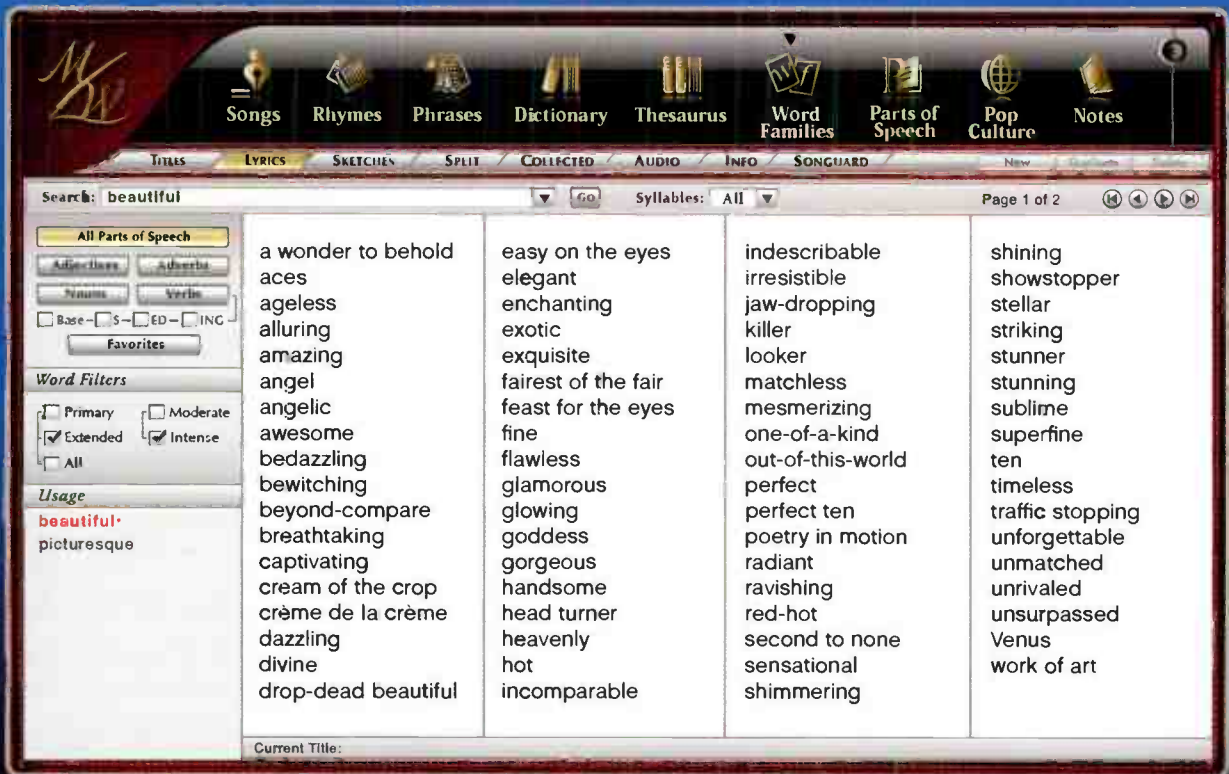 MW
Songs Rhymes Phrases Dictionary Thesaurus Word Families Parts of Speech Pop Culture Notes
TITLES LYRICS SKETCHES SPLIT COLLECTED AUDIO INFO SONGUARD New
Search: beautiful Go Syllables: All Page 1 of 2
All Parts of Speech
Adjectives Adverbs
Nouns Verbs
Base - S - ED - ING
Favorites
Word Filters
Primary Moderate
Extended Intense
All
Usage
beautiful·
picturesque
a wonder to behold
aces
ageless
alluring
amazing
angel
angelic
awesome
bedazzling
bewitching
beyond-compare
breathtaking
captivating
cream of the crop
crème de la crème
dazzling
divine
drop-dead beautiful
easy on the eyes
elegant
enchanting
exotic
exquisite
fairest of the fair
feast for the eyes
fine
flawless
glamorous
glowing
goddess
gorgeous
handsome
head turner
heavenly
hot
incomparable
indescribable
irresistible
jaw-dropping
killer
looker
matchless
mesmerizing
one-of-a-kind
out-of-this-world
perfect
perfect ten
poetry in motion
radiant
ravishing
red-hot
second to none
sensational
shimmering
shining
showstopper
stellar
striking
stunner
stunning
sublime
superfine
ten
timeless
traffic stopping
unforgettable
unmatched
unrivaled
unsurpassed
Venus
work of art
Current Title: